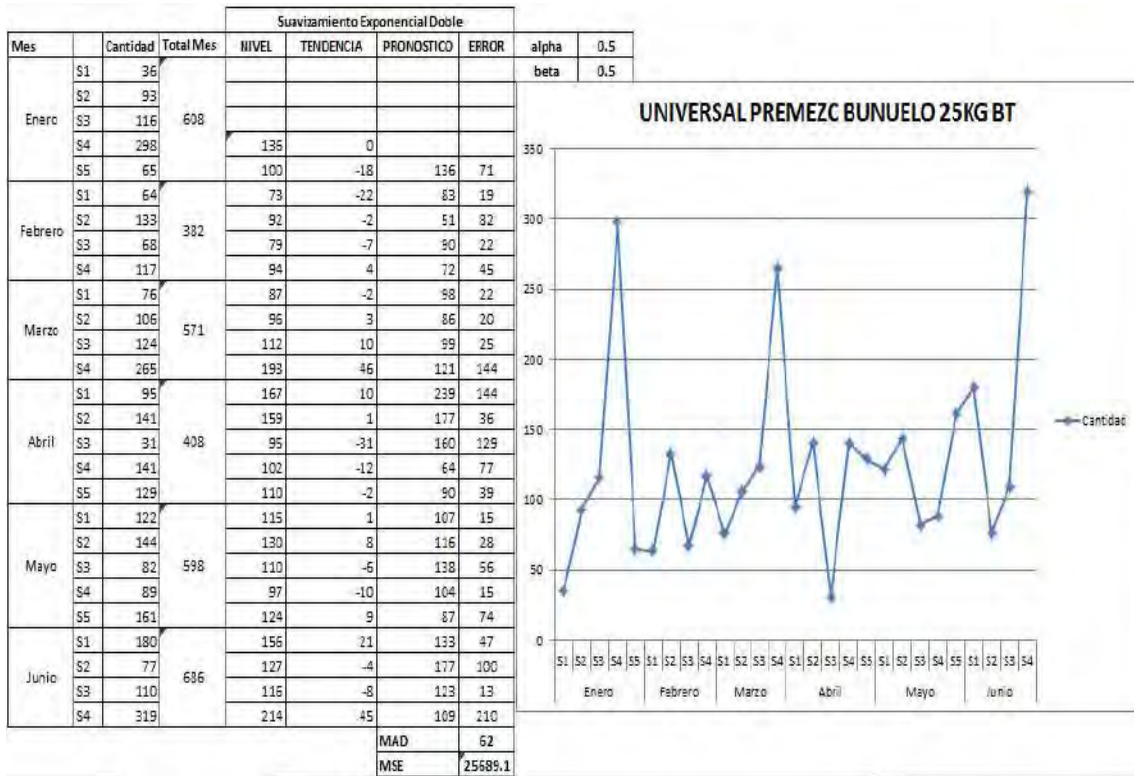 Suavizamiento Exponencial Doble
Mes Cantidad Total Mes NIVEL TENDENCIA PRONOSTICO ERROR alpha 0.5
S1 36 beta 0.5
S2 93
Enero S3 116 608
S4 298 136 0
S5 65 100 -18 136 71
S1 64 73 -22 83 19
Febrero S2 133 382 92 -2 51 82
S3 68 79 -7 90 22
S4 117 94 4 72 45
S1 76 87 -2 98 22
Marzo S2 106 571 96 3 86 20
S3 124 112 10 99 25
S4 265 193 46 121 144
S1 95 167 10 239 144
S2 141 159 1 177 36
Abril S3 31 408 95 -31 160 129
S4 141 102 -12 64 77
S5 129 110 -2 90 39
S1 122 115 1 107 15
S2 144 130 8 116 28
Mayo S3 82 598 110 -6 138 56
S4 89 97 -10 104 15
S5 161 124 9 87 74
S1 180 156 21 133 47
Junio S2 77 686 127 -4 177 100
S3 110 116 -8 123 13
S4 319 214 45 109 210
MAD 62
MSE 25689.1
UNIVERSAL PREMEZC BUNUELO 25KG BT
350
300
250
200
150
100
50
0
Cantidad
S1 S2 S3 S4 S5 S1 S2 S3 S4 S1 S2 S3 S4 S1 S2 S3 S4 S5 S1 S2 S3 S4 S5 S1 S2 S3 S4
Enero Febrero Marzo Abril Mayo Junio